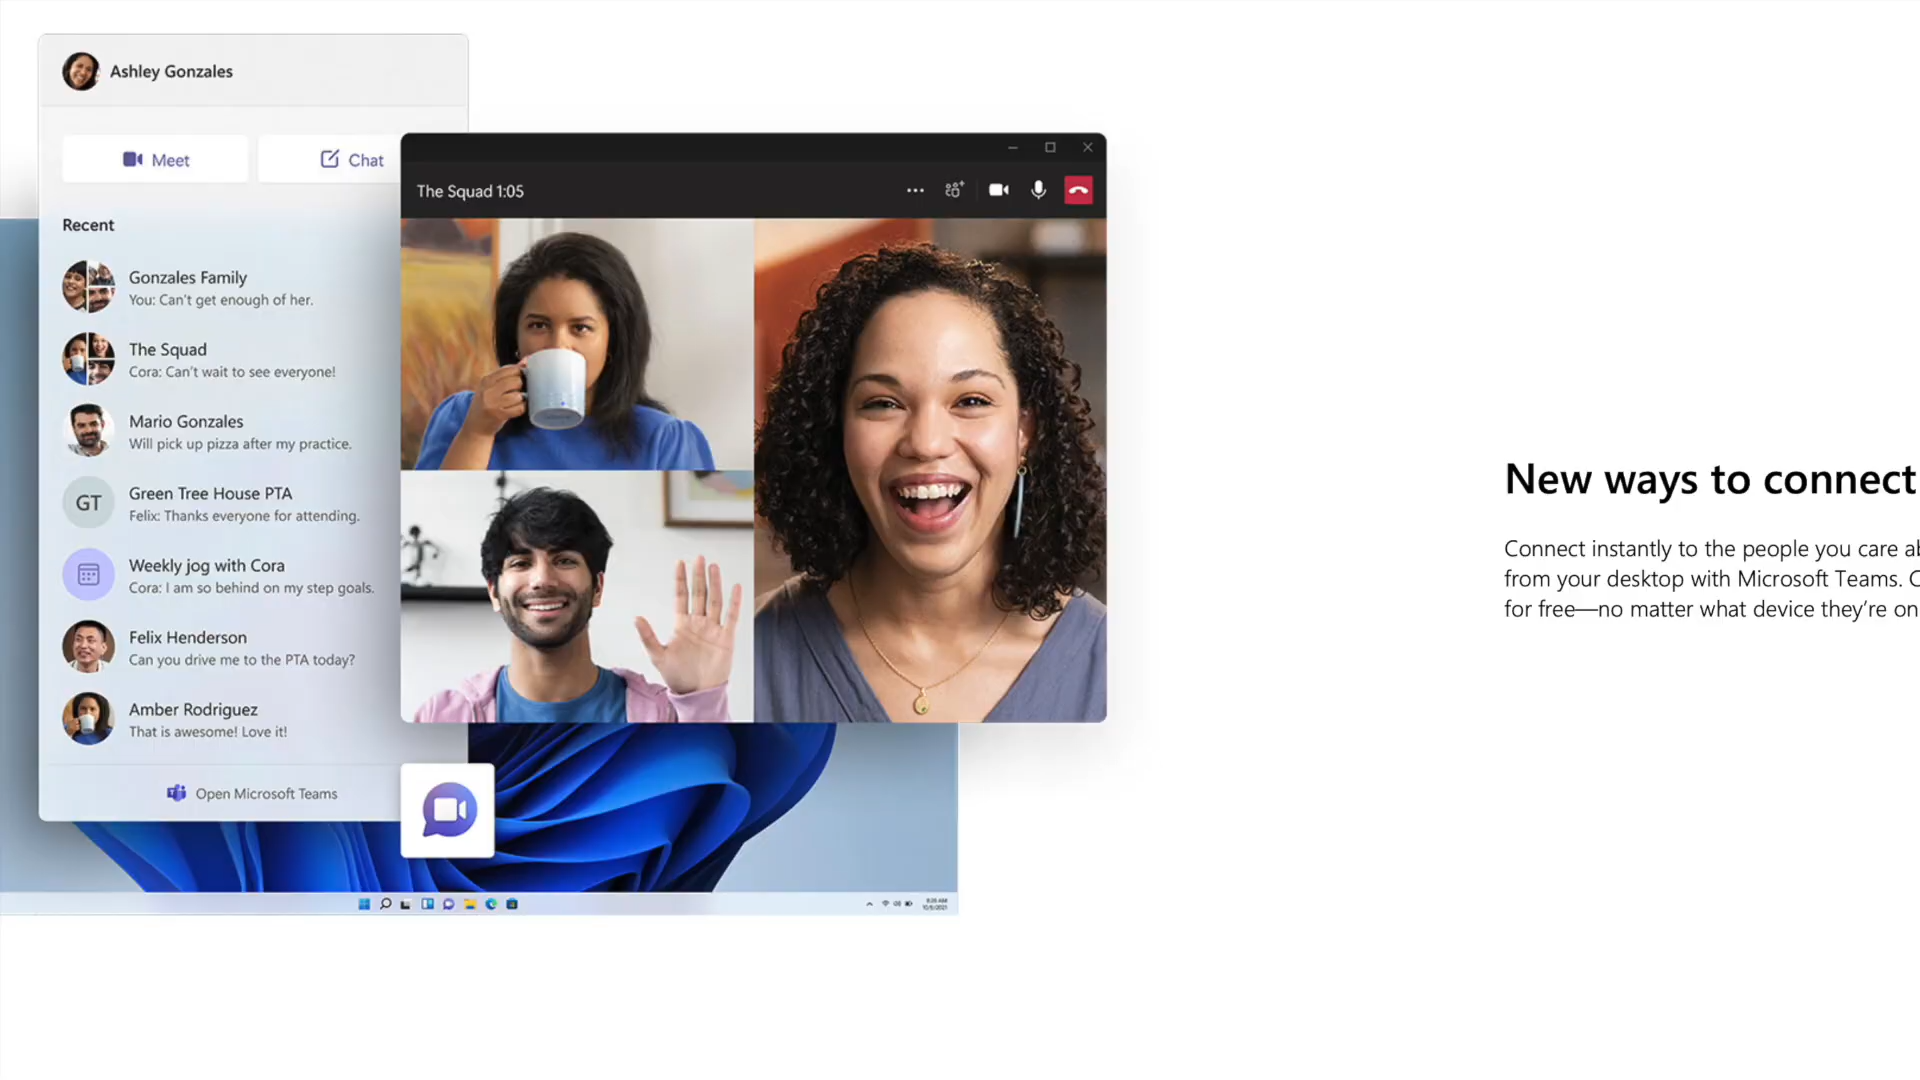 Ashley Gonzales
Meet
Chat
Recent
Gonzales Family
You: Can't get enough of her.
The Squad
Cora: Can't wait to see everyone!
Mario Gonzales
Will pick up pizza after my practice.
GT
Green Tree House PTA
Felix: Thanks everyone for attending.
Weekly jog with Cora
Cora: I am so behind on my step goals.
Felix Henderson
Can you drive me to the PTA today?
Amber Rodriguez
That is awesome! Love it!
Open Microsoft Teams
The Squad 1:05
New ways to connect
Connect instantly to the people you care
from your desktop with Microsoft Teams.
for free—no matter what device they're on